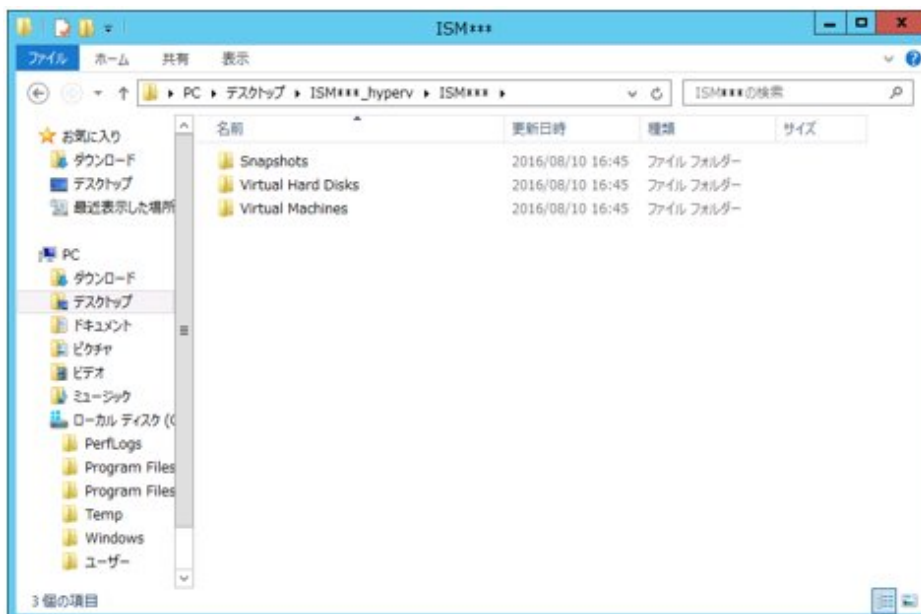 ISM***
ファイル ホーム 共有 表示
PC デスクトップ ISM***_hyperv ISM***
ISM***の検索
お気に入り
ダウンロード
デスクトップ
最近表示した場所
PC
ダウンロード
デスクトップ
ドキュメント
ピクチャ
ビデオ
ミュージック
ローカル ディスク (C
PerfLogs
Program Files
Program Files
Temp
Windows
ユーザー
名前 更新日時 種類 サイズ
Snapshots 2016/08/10 16:45 ファイル フォルダー
Virtual Hard Disks 2016/08/10 16:45 ファイル フォルダー
Virtual Machines 2016/08/10 16:45 ファイル フォルダー
3 個の項目